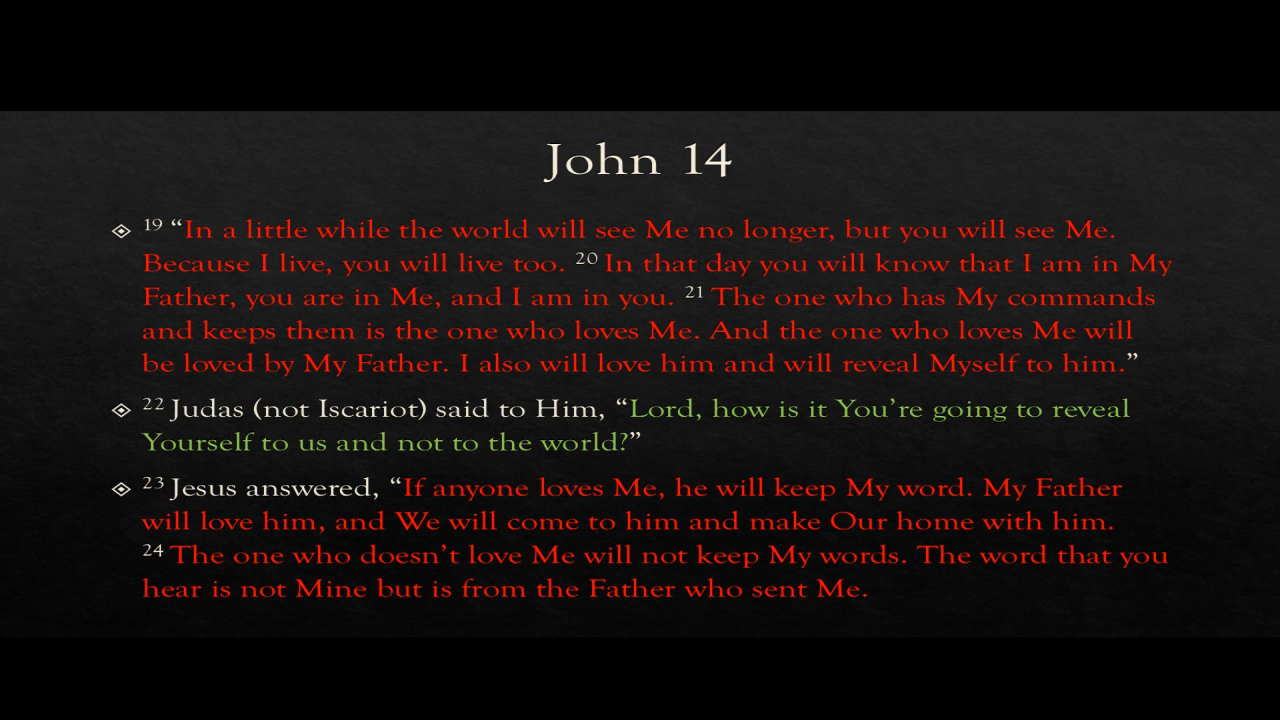 John 14
19 “In a little while the world will see Me no longer, but you will see Me.
Because I live, you will live too. 20 In that day you will know that I am in My
Father, you are in Me, and I am in you. 21 The one who has My commands
and keeps them is the one who loves Me. And the one who loves Me will
be loved by My Father. I also will love him and will reveal Myself to him.”
22 Judas (not Iscariot) said to Him, “Lord, how is it You’re going to reveal
Yourself to us and not to the world?”
23 Jesus answered, “If anyone loves Me, he will keep My word. My Father
will love him, and We will come to him and make Our home with him.
24 The one who doesn’t love Me will not keep My words. The word that you
hear is not Mine but is from the Father who sent Me.